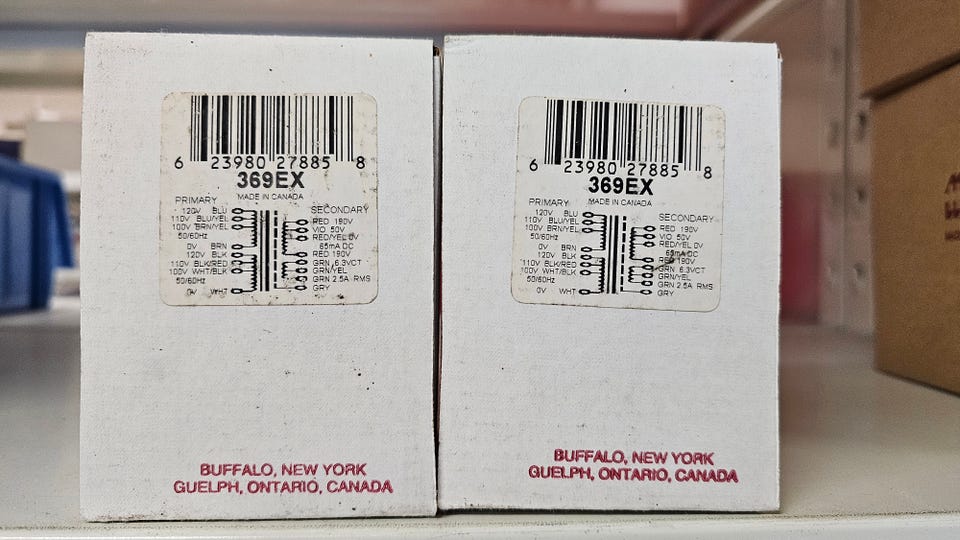 6 23980 27885 8
369EX
MADE IN CANADA
PRIMARY
120V BLU
110V BLU/YEL
100V BRN/YEL
50/60Hz
0V BRN
120V BLK
110V BLK/RED
100V WHT/BLK
50/60Hz
0V WHT
SECONDARY
RED 190V
VIO 50V
RED/YEL 0V
65mA DC
RED 190V
GRN 6.3VCT
GRN/YEL
GRN 2.5A RMS
GRY
BUFFALO, NEW YORK
GUELPH, ONTARIO, CANADA
6 23980 27885 8
369EX
MADE IN CANADA
PRIMARY
120V BLU
110V BLU/YEL
100V BRN/YEL
50/60Hz
0V BRN
120V BLK
110V BLK/RED
100V WHT/BLK
50/60Hz
0V WHT
SECONDARY
RED 190V
VIO 50V
RED/YEL 0V
65mA DC
RED 190V
GRN 6.3VCT
GRN/YEL
GRN 2.5A RMS
GRY
BUFFALO, NEW YORK
GUELPH, ONTARIO, CANADA